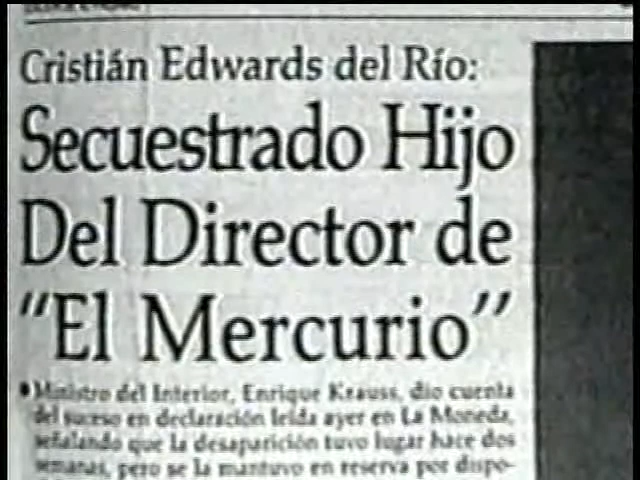 Cristián Edwards del Río:
Secuestrado Hijo
Del Director de
"El Mercurio"
Ministro del Interior, Enrique Krauss, dio cuenta
del suceso en declaración leída ayer en La Moneda,
señalando que la desaparición tuvo lugar hace dos
semanas, pero se la mantuvo en reserva por dispo-